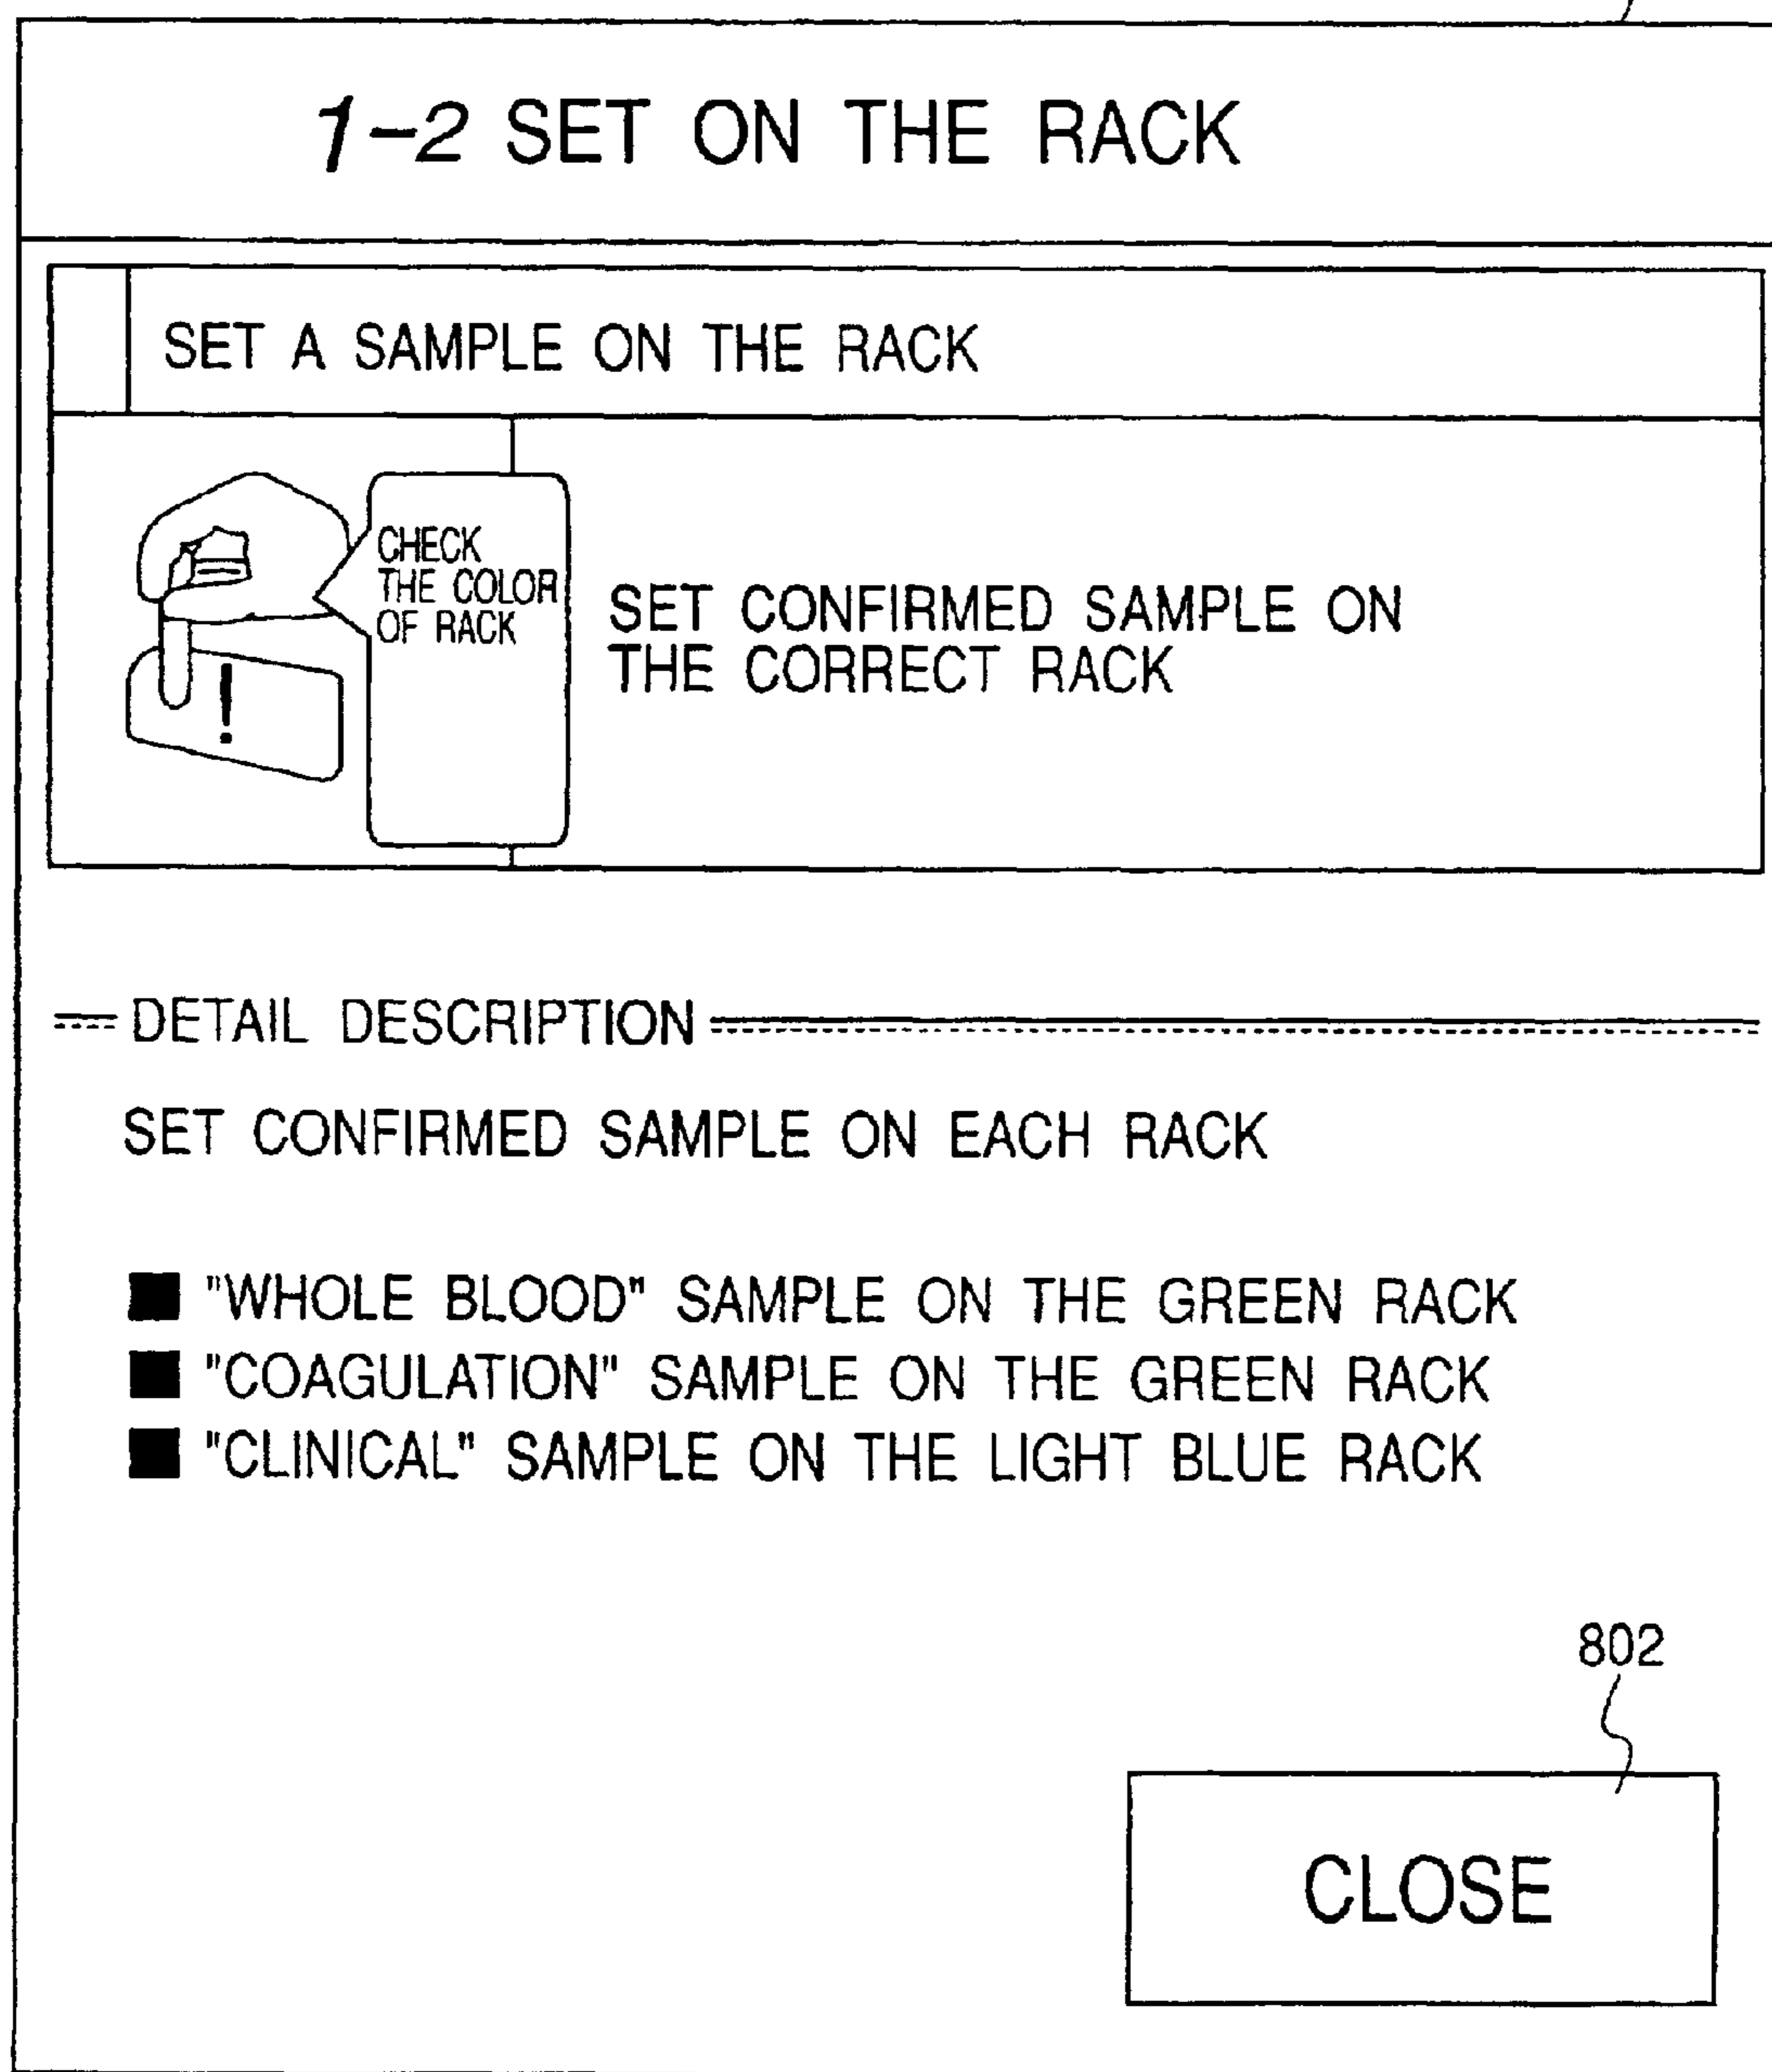 1-2 SET ON THE RACK
SET A SAMPLE ON THE RACK
CHECK
THE COLOR
OF RACK
!
SET CONFIRMED SAMPLE ON
THE CORRECT RACK
DETAIL DESCRIPTION
SET CONFIRMED SAMPLE ON EACH RACK
■ "WHOLE BLOOD" SAMPLE ON THE GREEN RACK
■ "COAGULATION" SAMPLE ON THE GREEN RACK
■ "CLINICAL" SAMPLE ON THE LIGHT BLUE RACK
802
CLOSE